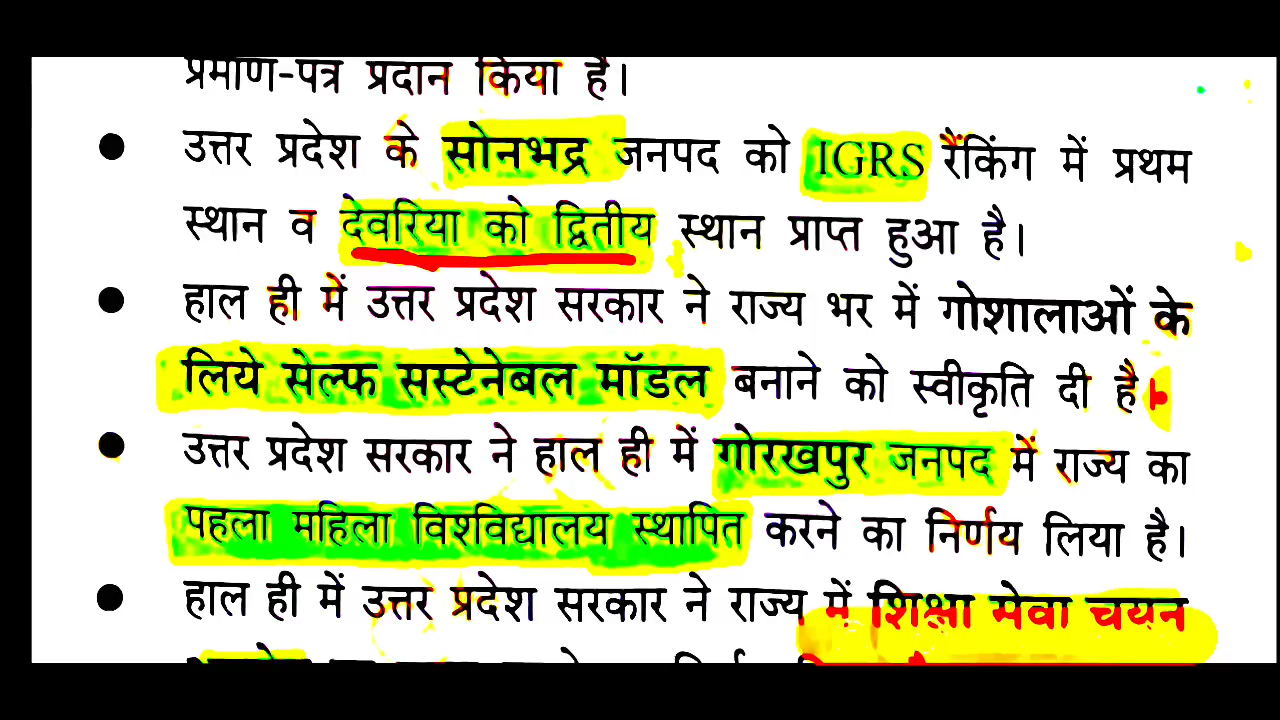 प्रमाण-पत्र प्रदान किया है।
● उत्तर प्रदेश के सोनभद्र जनपद को IGRS रैंकिंग में प्रथम
स्थान व देवरिया को द्वितीय स्थान प्राप्त हुआ है।
● हाल ही में उत्तर प्रदेश सरकार ने राज्य भर में गोशालाओं के
लिये सेल्फ सस्टेनेबल मॉडल बनाने को स्वीकृति दी है
● उत्तर प्रदेश सरकार ने हाल ही में गोरखपुर जनपद में राज्य का
पहला महिला विश्वविद्यालय स्थापित करने का निर्णय लिया है।
● हाल ही में उत्तर प्रदेश सरकार ने राज्य में शिक्षा सेवा चयन